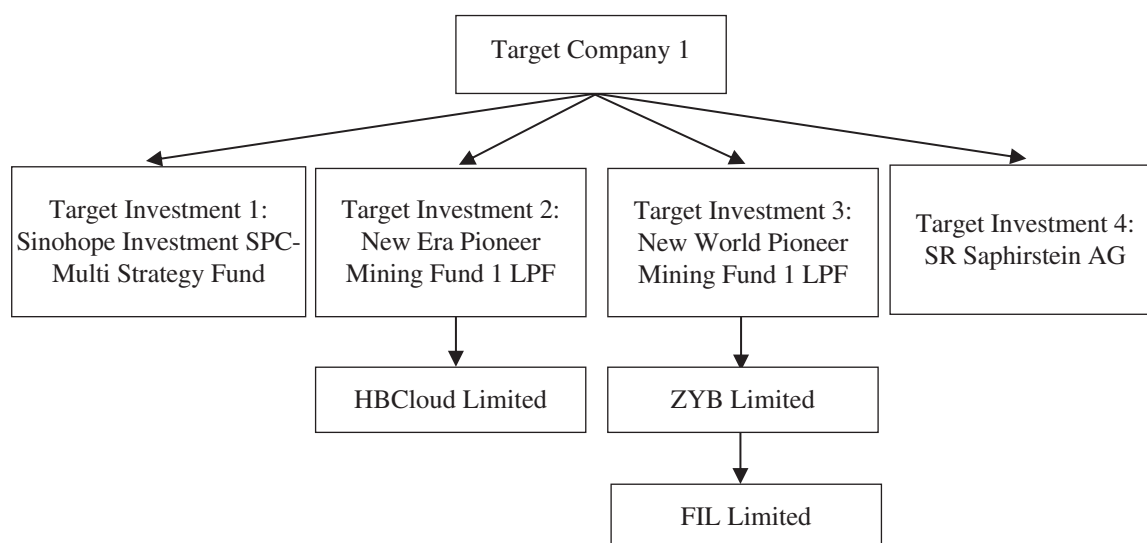 Target Company 1
Target Investment 1:
Sinohope Investment SPC-
Multi Strategy Fund
Target Investment 2:
New Era Pioneer
Mining Fund 1 LPF
Target Investment 3:
New World Pioneer
Mining Fund 1 LPF
Target Investment 4:
SR Saphirstein AG
HBCloud Limited
ZYB Limited
FIL Limited